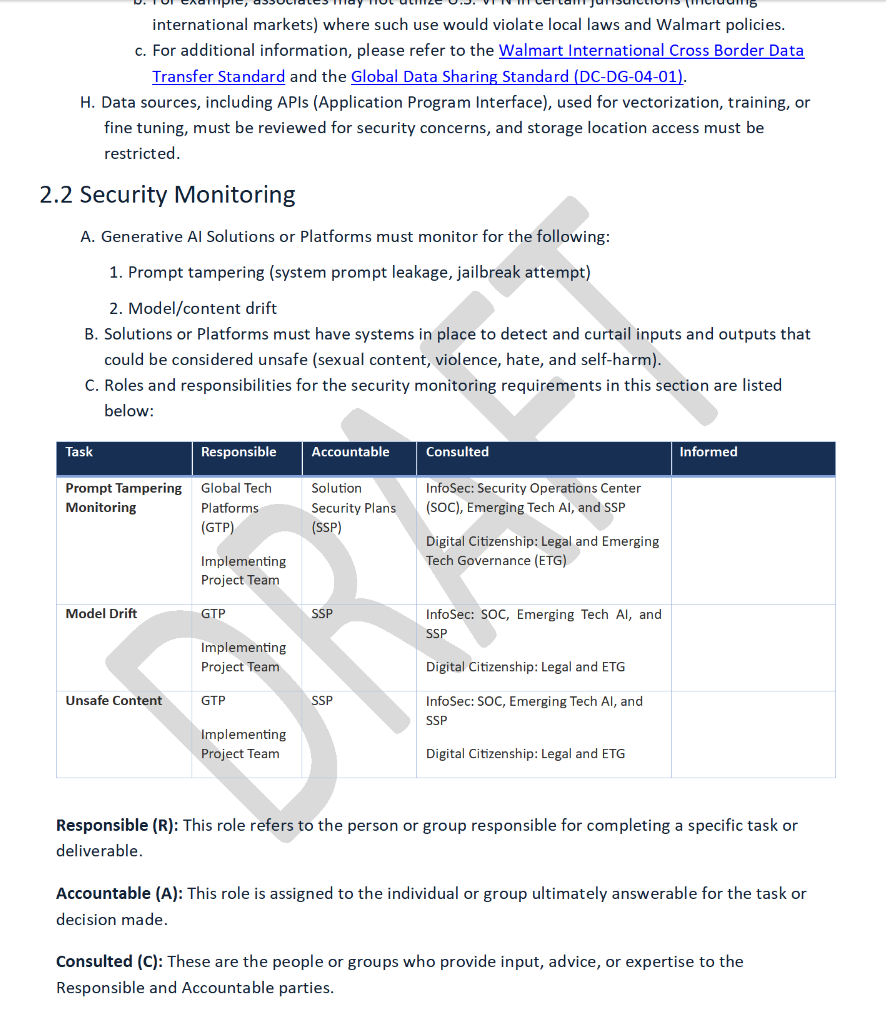 b. For example, associates may not utilize U.S. VPN in certain jurisdictions (including
international markets) where such use would violate local laws and Walmart policies.
c. For additional information, please refer to the Walmart International Cross Border Data
Transfer Standard and the Global Data Sharing Standard (DC-DG-04-01).
H. Data sources, including APIs (Application Program Interface), used for vectorization, training, or
fine tuning, must be reviewed for security concerns, and storage location access must be
restricted.
2.2 Security Monitoring
A. Generative AI Solutions or Platforms must monitor for the following:
1. Prompt tampering (system prompt leakage, jailbreak attempt)
2. Model/content drift
B. Solutions or Platforms must have systems in place to detect and curtail inputs and outputs that
could be considered unsafe (sexual content, violence, hate, and self-harm).
C. Roles and responsibilities for the security monitoring requirements in this section are listed
below:
Task Responsible Accountable Consulted Informed
Prompt Tampering
Monitoring
Global Tech
Platforms
(GTP)
Implementing
Project Team
Solution
Security Plans
(SSP)
InfoSec: Security Operations Center
(SOC), Emerging Tech AI, and SSP
Digital Citizenship: Legal and Emerging
Tech Governance (ETG)
Model Drift
GTP
Implementing
Project Team
SSP
InfoSec: SOC, Emerging Tech AI, and
SSP
Digital Citizenship: Legal and ETG
Unsafe Content
GTP
Implementing
Project Team
SSP
InfoSec: SOC, Emerging Tech AI, and
SSP
Digital Citizenship: Legal and ETG
Responsible (R): This role refers to the person or group responsible for completing a specific task or
deliverable.
Accountable (A): This role is assigned to the individual or group ultimately answerable for the task or
decision made.
Consulted (C): These are the people or groups who provide input, advice, or expertise to the
Responsible and Accountable parties.
DRAFT